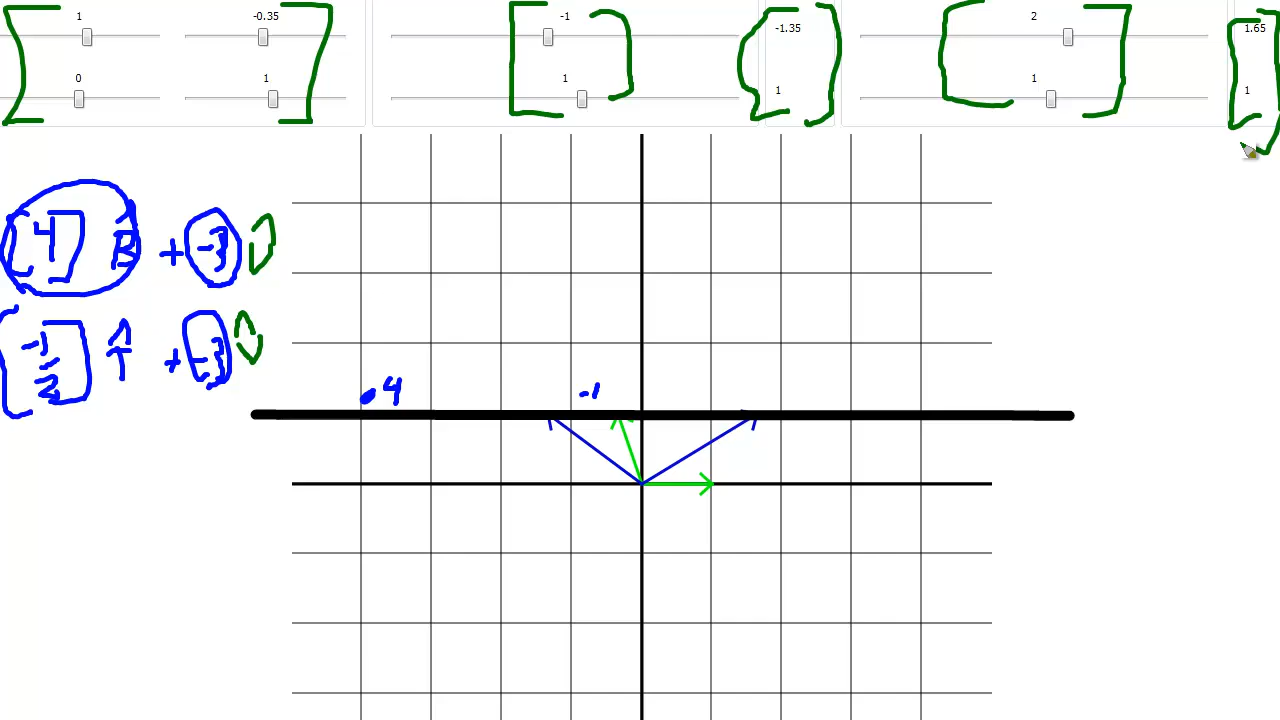 1 -0.35 -1 -1.35 2 1.65
0 1 1 1 1 1
[4] R + -3
-1 2 ↑ + -3
.4 -1